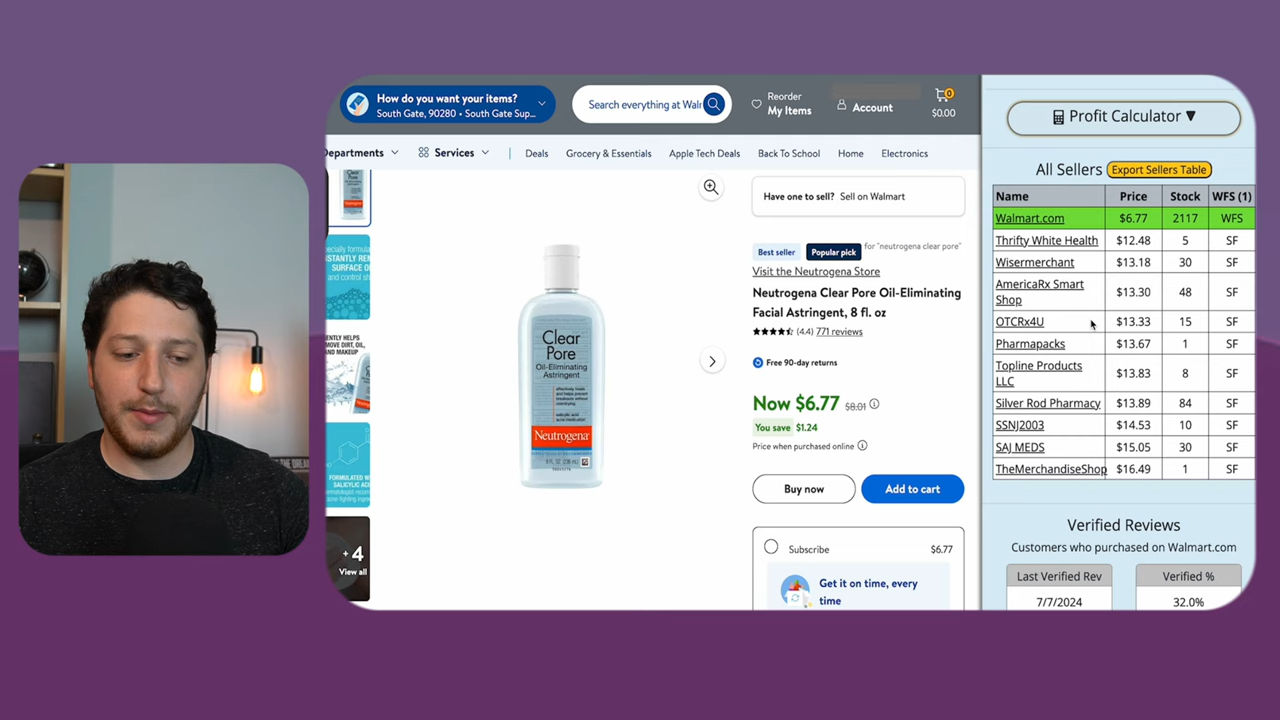 How do you want your items?
South Gate, 90280 • South Gate Sup...
Search everything at Wal
Reorder
My Items
Account
0
$0.00
Departments
Services
Deals
Grocery & Essentials
Apple Tech Deals
Back To School
Home
Electronics
Have one to sell? Sell on Walmart
Best seller
Popular pick
for "neutrogena clear pore"
Visit the Neutrogena Store
Neutrogena Clear Pore Oil-Eliminating
Facial Astringent, 8 fl. oz
(4.4) 771 reviews
Free 90-day returns
Now $6.77 $8.01
You save $1.24
Price when purchased online
Buy now
Add to cart
Subscribe
$6.77
Get it on time, every
time
Clear
Pore
Oil-Eliminating
Astringent
Neutrogena
+4
View all
Profit Calculator ▼
All Sellers Export Sellers Table
Name Price Stock WFS (1)
Walmart.com $6.77 2117 WFS
Thrifty White Health $12.48 5 SF
Wisermerchant $13.18 30 SF
AmericaRx Smart
Shop $13.30 48 SF
OTCRx4U $13.33 15 SF
Pharmapacks $13.67 1 SF
Topline Products
LLC $13.83 8 SF
Silver Rod Pharmacy $13.89 84 SF
SSNJ2003 $14.53 10 SF
SAJ MEDS $15.05 30 SF
TheMerchandiseShop $16.49 1 SF
Verified Reviews
Customers who purchased on Walmart.com
Last Verified Rev
7/7/2024
Verified %
32.0%